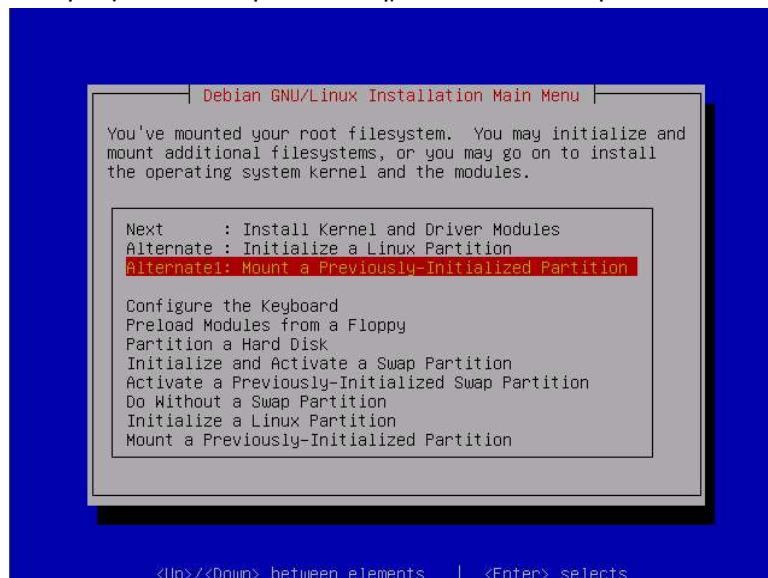 Debian GNU/Linux Installation Main Menu
You've mounted your root filesystem.  You may initialize and
mount additional filesystems, or you may go on to install
the operating system kernel and the modules.
Next      : Install Kernel and Driver Modules
Alternate : Initialize a Linux Partition
Alternate1: Mount a Previously-Initialized Partition
Configure the Keyboard
Preload Modules from a Floppy
Partition a Hard Disk
Initialize and Activate a Swap Partition
Activate a Previously-Initialized Swap Partition
Do Without a Swap Partition
Initialize a Linux Partition
Mount a Previously-Initialized Partition
<Up>/<Down> between elements   |  <Enter> selects